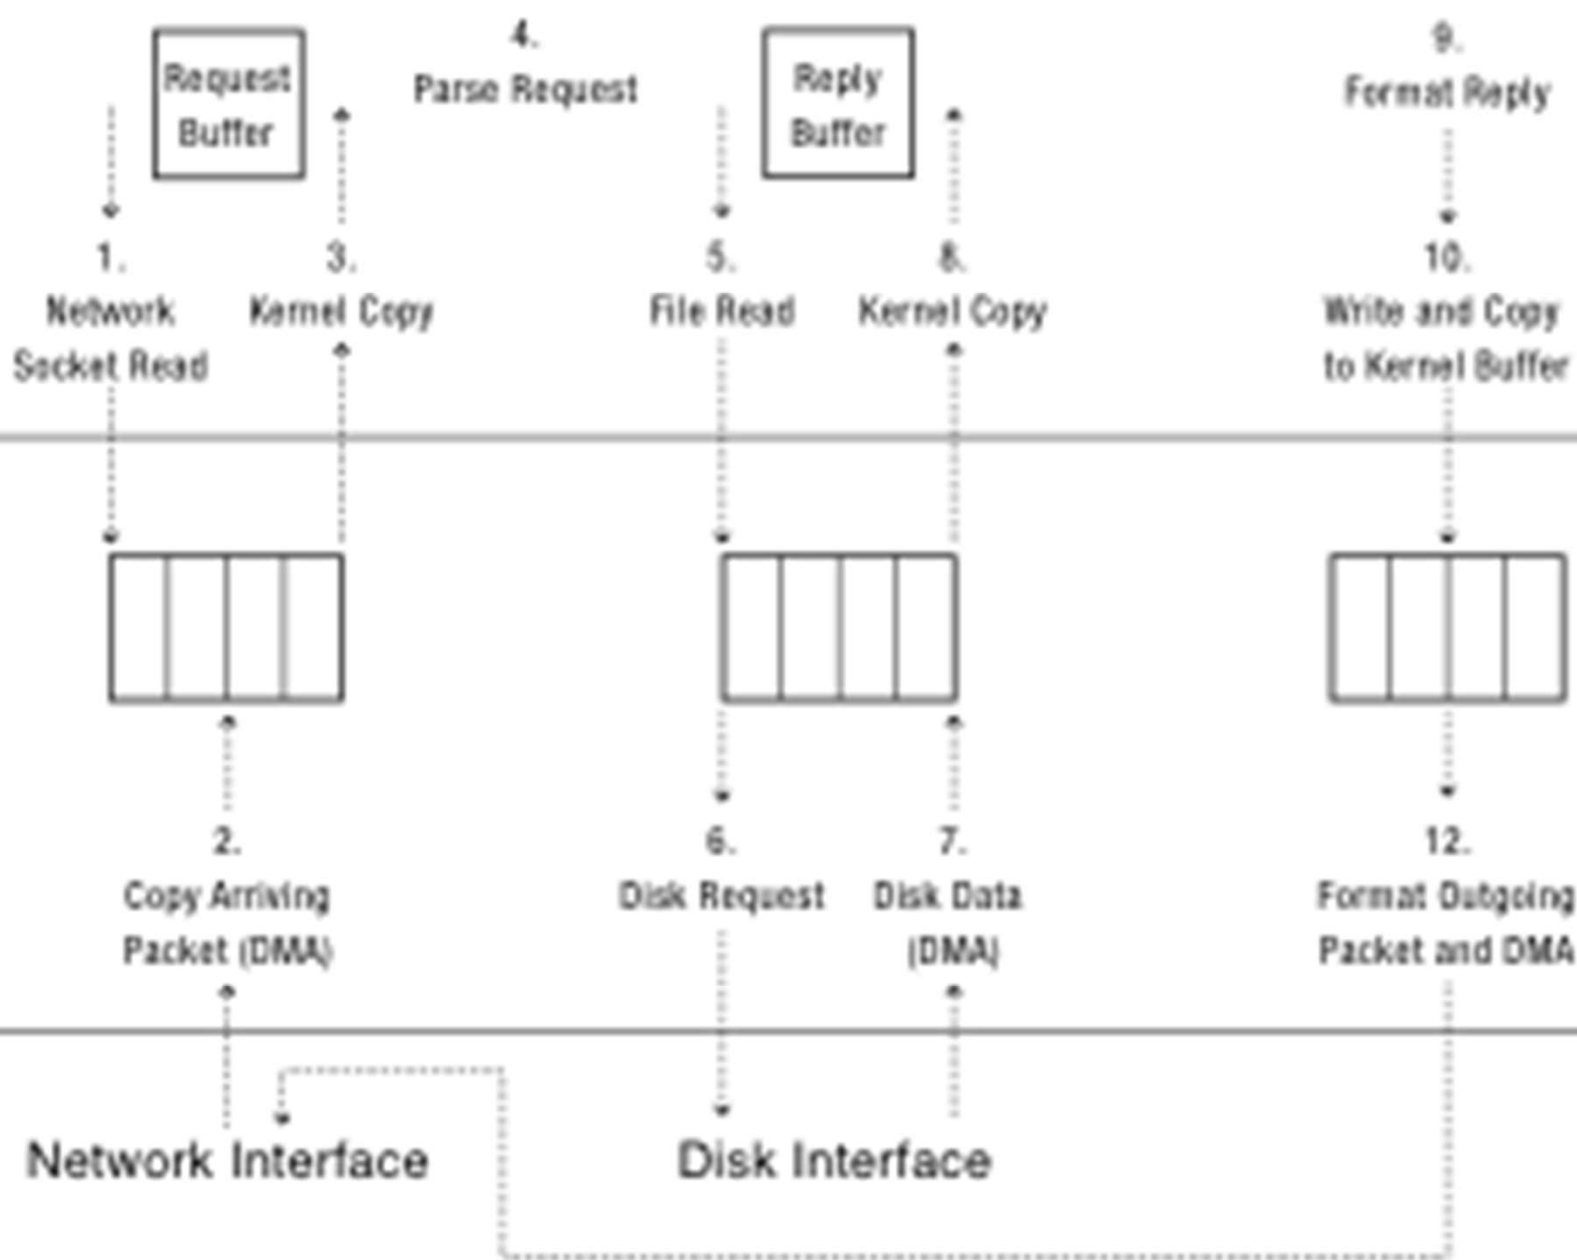 4.
9.
Request
Buffer
Parse Request
Reply
Buffer
Format Reply
1.
3.
5.
8.
10.
Network
Socket Read
Kernel Copy
File Read
Kernel Copy
Write and Copy
to Kernel Buffer
2.
6.
7.
12.
Copy Arriving
Packet (DMA)
Disk Request
Disk Data
(DMA)
Format Outgoing
Packet and DMA
Network Interface
Disk Interface